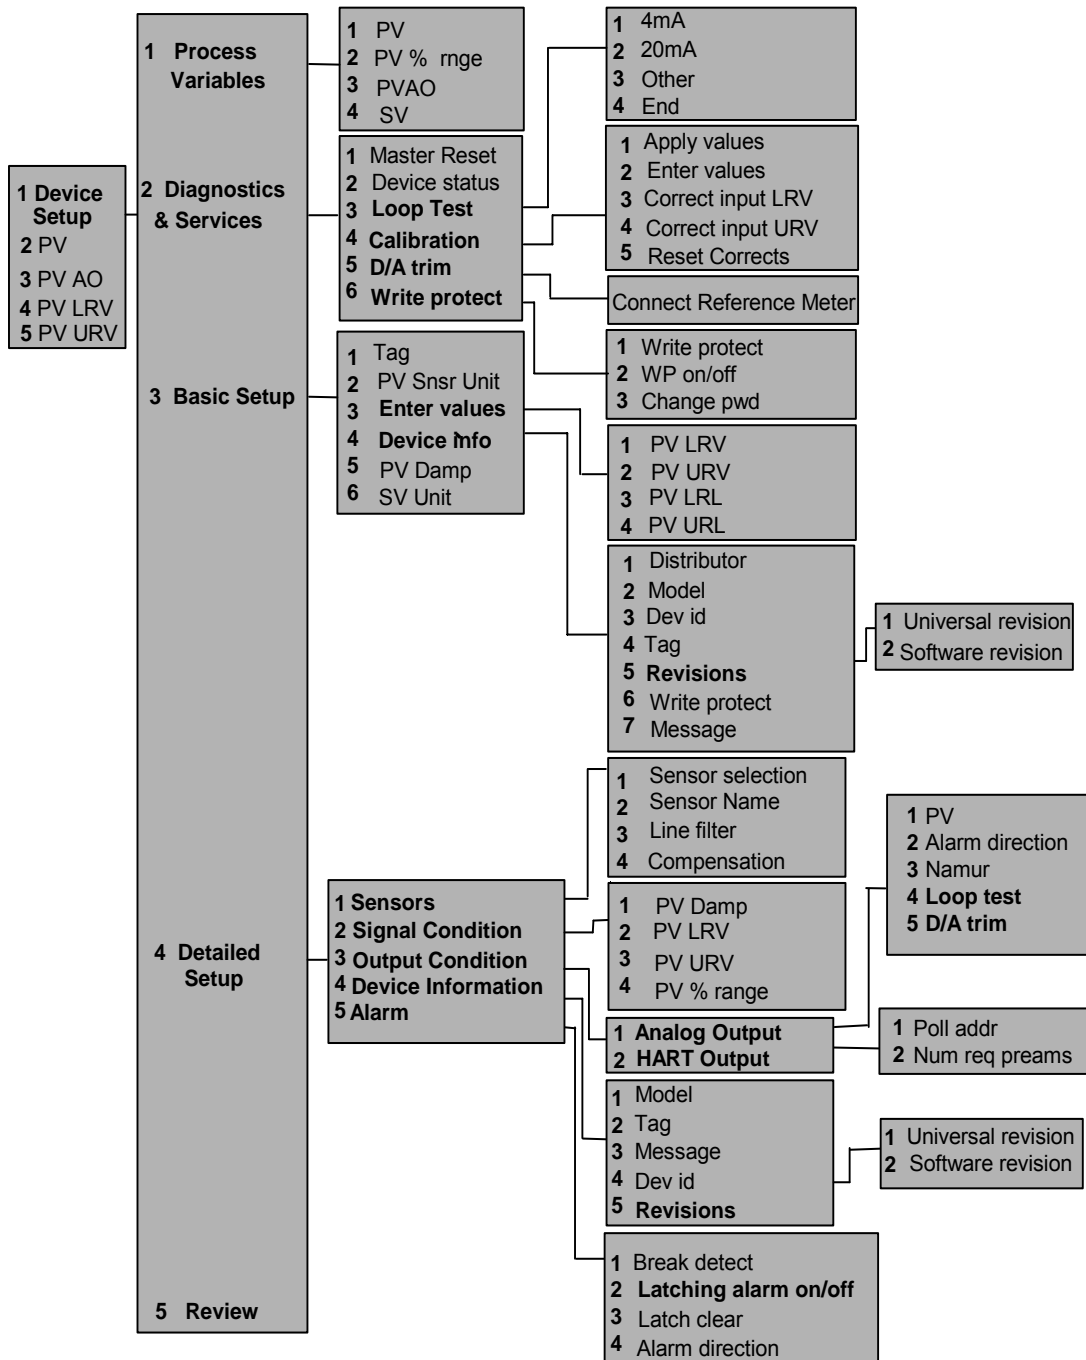 1 Device
Setup
2 PV
3 PV AO
4 PV LRV
5 PV URV
1 Process
Variables
2 Diagnostics
& Services
3 Basic Setup
4 Detailed
Setup
5 Review
1 PV
2 PV % rnge
3 PVAO
4 SV
1 Master Reset
2 Device status
3 Loop Test
4 Calibration
5 D/A trim
6 Write protect
1 Tag
2 PV Snsr Unit
3 Enter values
4 Device info
5 PV Damp
6 SV Unit
1 Sensors
2 Signal Condition
3 Output Condition
4 Device Information
5 Alarm
1 4mA
2 20mA
3 Other
4 End
1 Apply values
2 Enter values
3 Correct input LRV
4 Correct input URV
5 Reset Corrects
Connect Reference Meter
1 Write protect
2 WP on/off
3 Change pwd
1 PV LRV
2 PV URV
3 PV LRL
4 PV URL
1 Distributor
2 Model
3 Dev id
4 Tag
5 Revisions
6 Write protect
7 Message
1 Universal revision
2 Software revision
1 Sensor selection
2 Sensor Name
3 Line filter
4 Compensation
1 PV Damp
2 PV LRV
3 PV URV
4 PV % range
1 Analog Output
2 HART Output
1 PV
2 Alarm direction
3 Namur
4 Loop test
5 D/A trim
1 Poll addr
2 Num req preams
1 Model
2 Tag
3 Message
4 Dev id
5 Revisions
1 Universal revision
2 Software revision
1 Break detect
2 Latching alarm on/off
3 Latch clear
4 Alarm direction